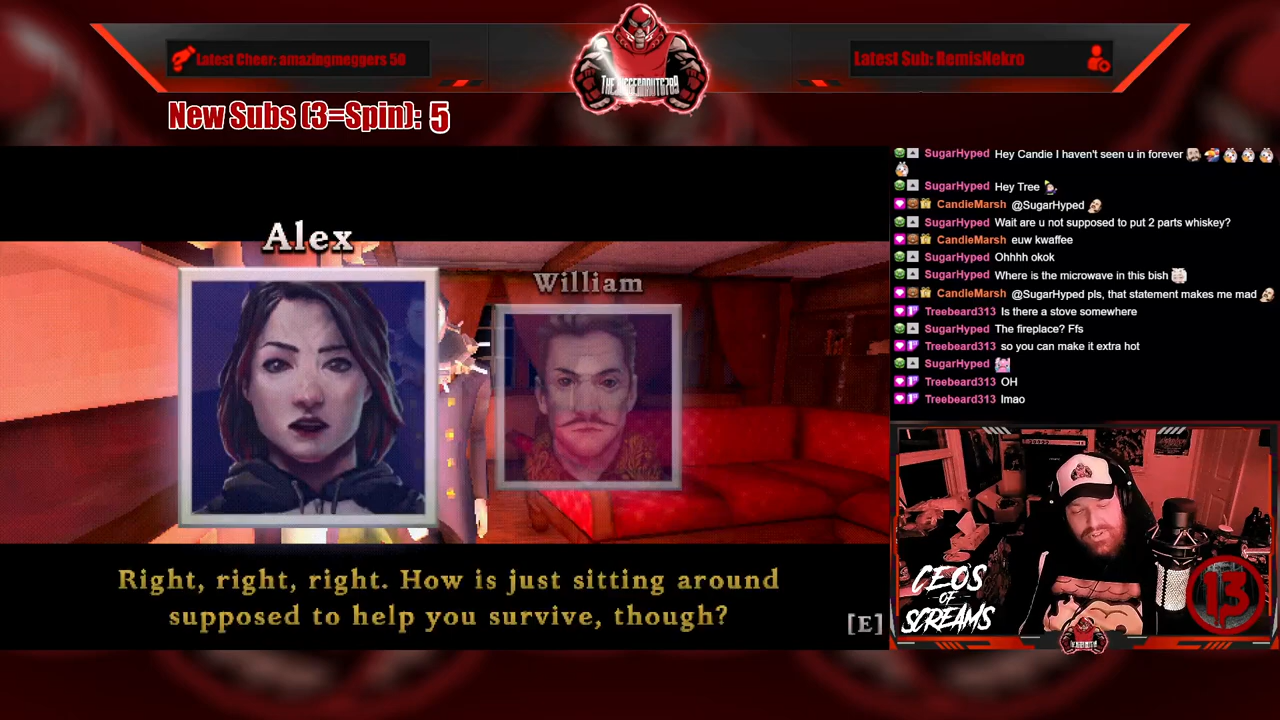 Latest Cheer: amazingmeggers 50
THEJUGGERNAUT6789
Latest Sub: RemisNekro
New Subs (3=Spin): 5
SugarHyped Hey Candie I haven't seen u in forever
SugarHyped Hey Tree
CandieMarsh @SugarHyped
SugarHyped Wait are u not supposed to put 2 parts whiskey?
CandieMarsh euw kwaffee
SugarHyped Ohhhh okok
SugarHyped Where is the microwave in this bish
CandieMarsh @SugarHyped pls, that statement makes me mad
Treebeard313 Is there a stove somewhere
SugarHyped The fireplace? Ffs
Treebeard313 so you can make it extra hot
SugarHyped
Treebeard313 OH
Treebeard313 lmao
Alex
William
Right, right, right. How is just sitting around
supposed to help you survive, though?
[E]
CEOS
OF
SCREAMS
13